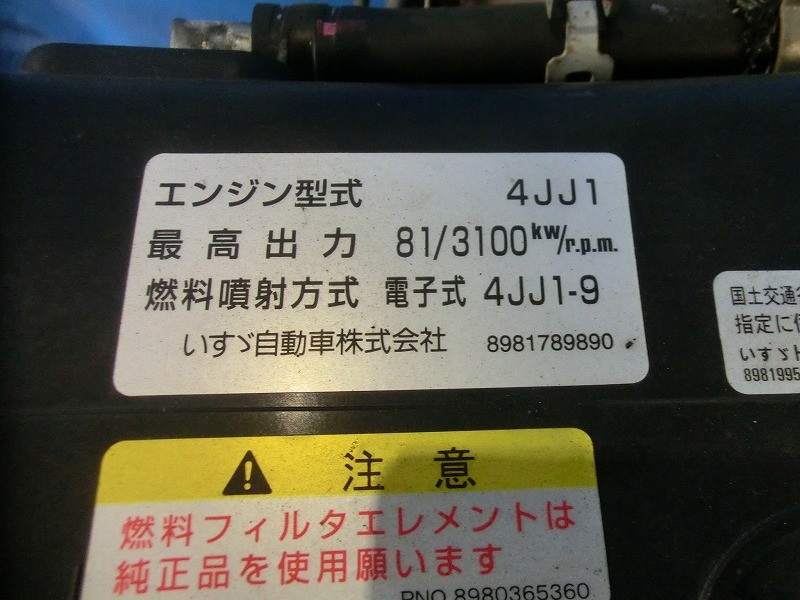 エンジン型式 4JJ1
最高出力 81/3100kw/r.p.m.
燃料噴射方式 電子式 4JJ1-9
いすゞ自動車株式会社 8981789890
国土交通
指定に
いすゞト
8981995
注意
燃料フィルタエレメントは
純正品を使用願います
PNO 8980365360